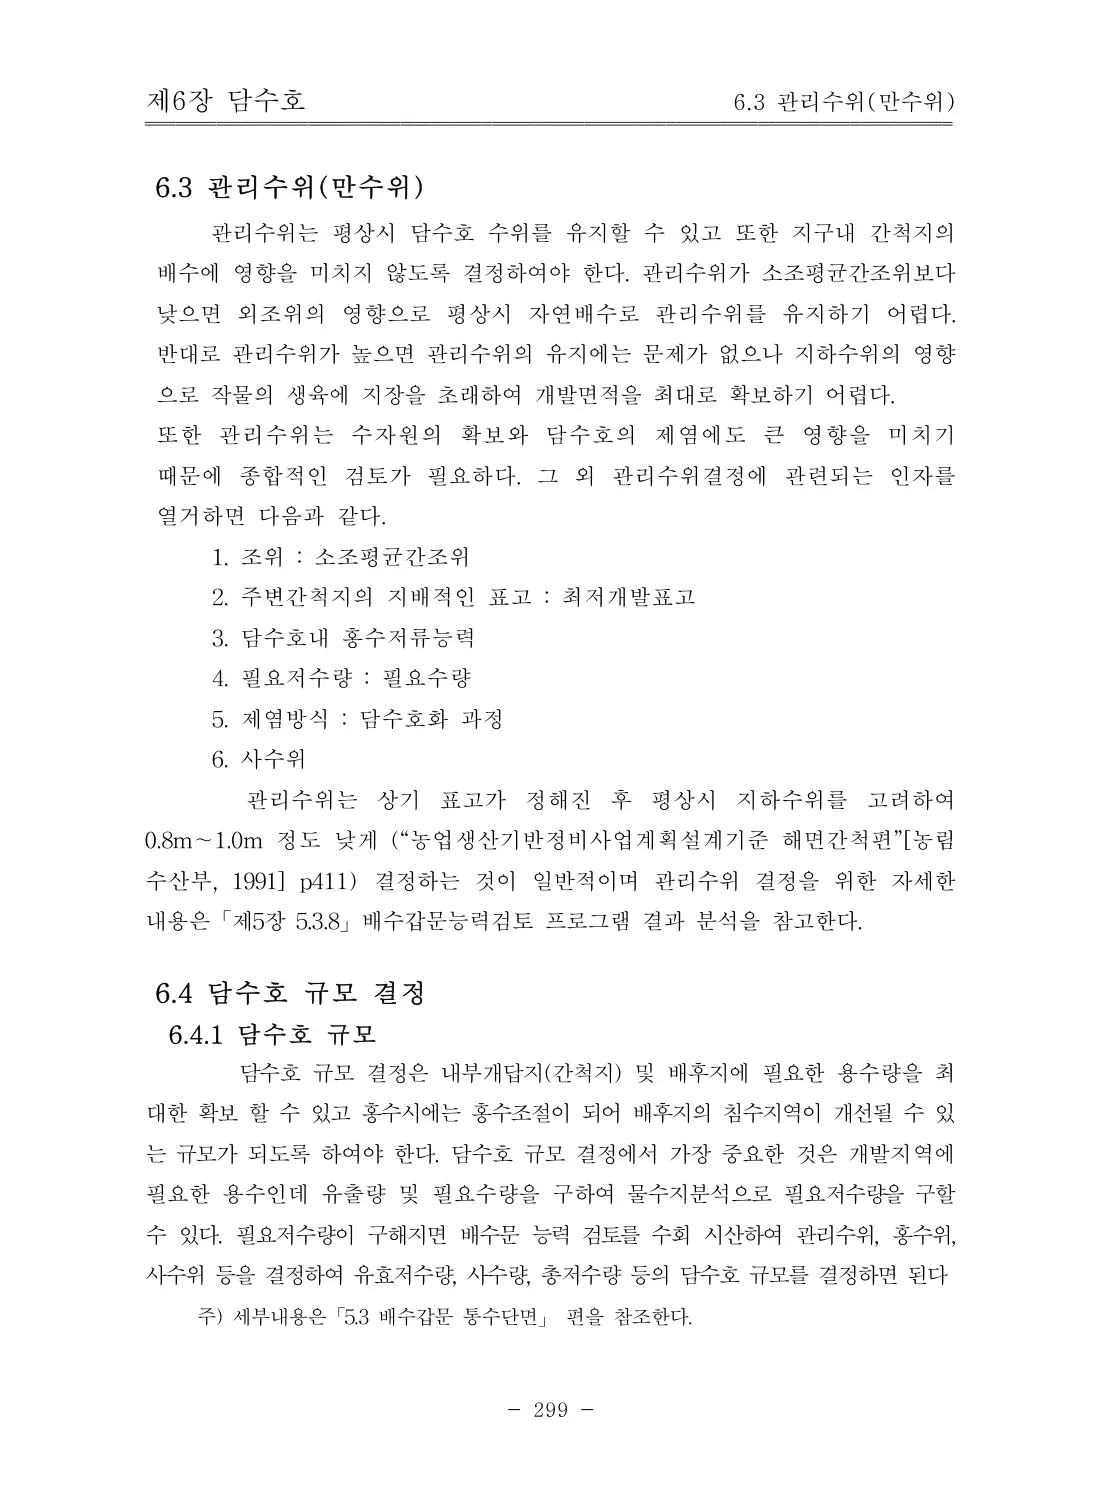 제6장 담수호
6.3 관리수위(만수위)
6.3 관리수위(만수위)
관리수위는 평상시 담수호 수위를 유지할 수 있고 또한 지구내 간척지의
배수에 영향을 미치지 않도록 결정하여야 한다. 관리수위가 소조평균간조위보다
낮으면 외조위의 영향으로 평상시 자연배수로 관리수위를 유지하기 어렵다.
반대로 관리수위가 높으면 관리수위의 유지에는 문제가 없으나 지하수위의 영향
으로 작물의 생육에 지장을 초래하여 개발면적을 최대로 확보하기 어렵다.
또한 관리수위는 수자원의 확보와 담수호의 제염에도 큰 영향을 미치기
때문에 종합적인 검토가 필요하다. 그 외 관리수위결정에 관련되는 인자를
열거하면 다음과 같다.
1. 조위 : 소조평균간조위
2. 주변간척지의 지배적인 표고 : 최저개발표고
3. 담수호내 홍수저류능력
4. 필요저수량 : 필요수량
5. 제염방식 : 담수호화 과정
6. 사수위
관리수위는 상기 표고가 정해진 후 평상시 지하수위를 고려하여
0.8m～1.0m 정도 낮게 (“농업생산기반정비사업계획설계기준 해면간척편”[농림
수산부, 1991] p411) 결정하는 것이 일반적이며 관리수위 결정을 위한 자세한
내용은「제5장 5.3.8」배수갑문능력검토 프로그램 결과 분석을 참고한다.
6.4 담수호 규모 결정
6.4.1 담수호 규모
담수호 규모 결정은 내부개답지(간척지) 및 배후지에 필요한 용수량을 최
대한 확보 할 수 있고 홍수시에는 홍수조절이 되어 배후지의 침수지역이 개선될 수 있
는 규모가 되도록 하여야 한다. 담수호 규모 결정에서 가장 중요한 것은 개발지역에
필요한 용수인데 유출량 및 필요수량을 구하여 물수지분석으로 필요저수량을 구할
수 있다. 필요저수량이 구해지면 배수문 능력 검토를 수회 시산하여 관리수위, 홍수위,
사수위 등을 결정하여 유효저수량, 사수량, 총저수량 등의 담수호 규모를 결정하면 된다
주) 세부내용은「5.3 배수갑문 통수단면」 편을 참조한다.
- 299 -